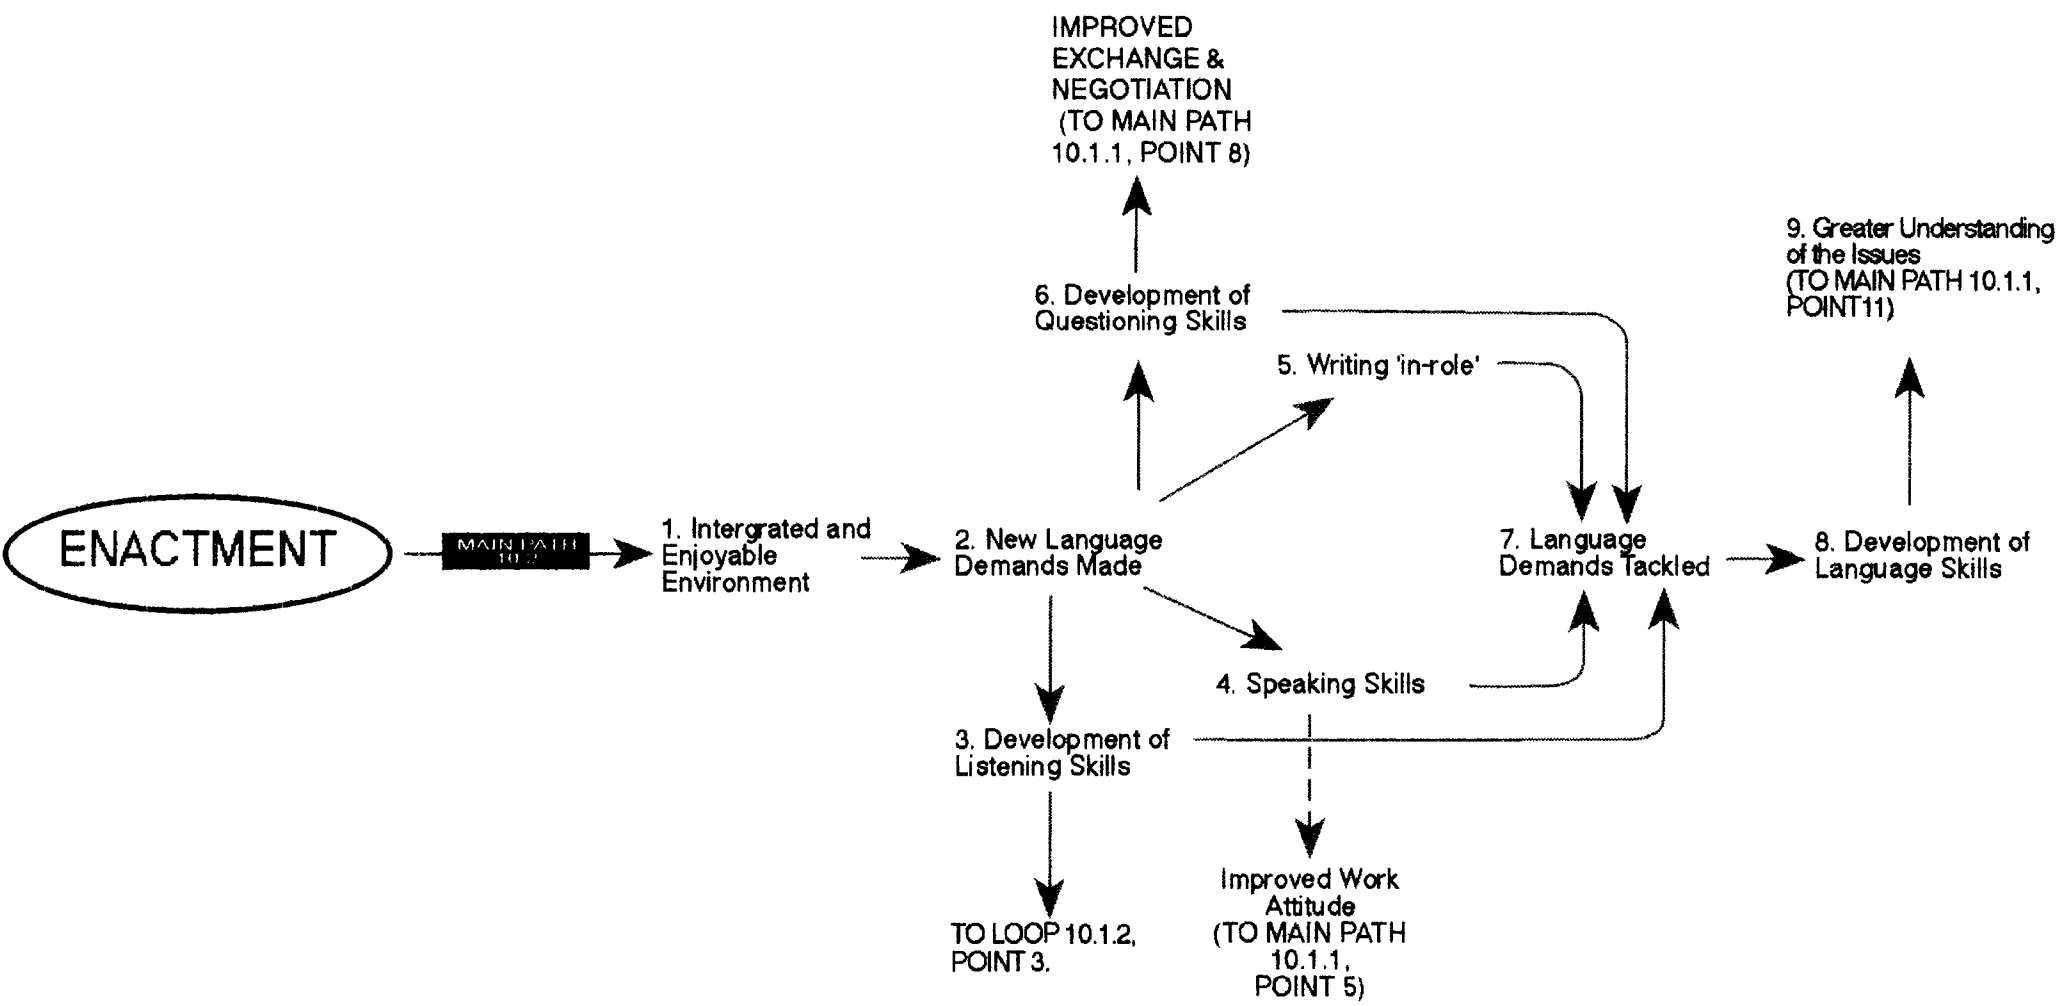 IMPROVED
EXCHANGE &
NEGOTIATION
(TO MAIN PATH
10.1.1, POINT 8)
9. Greater Understanding
of the Issues
(TO MAIN PATH 10.1.1,
POINT11)
6. Development of
Questioning Skills
5. Writing 'in-role'
ENACTMENT
MAIN PATH
10.2
1. Intergrated and
Enjoyable
Environment
2. New Language
Demands Made
7. Language
Demands Tackled
8. Development of
Language Skills
4. Speaking Skills
3. Development of
Listening Skills
Improved Work
Attitude
(TO MAIN PATH
10.1.1,
POINT 5)
TO LOOP 10.1.2,
POINT 3.